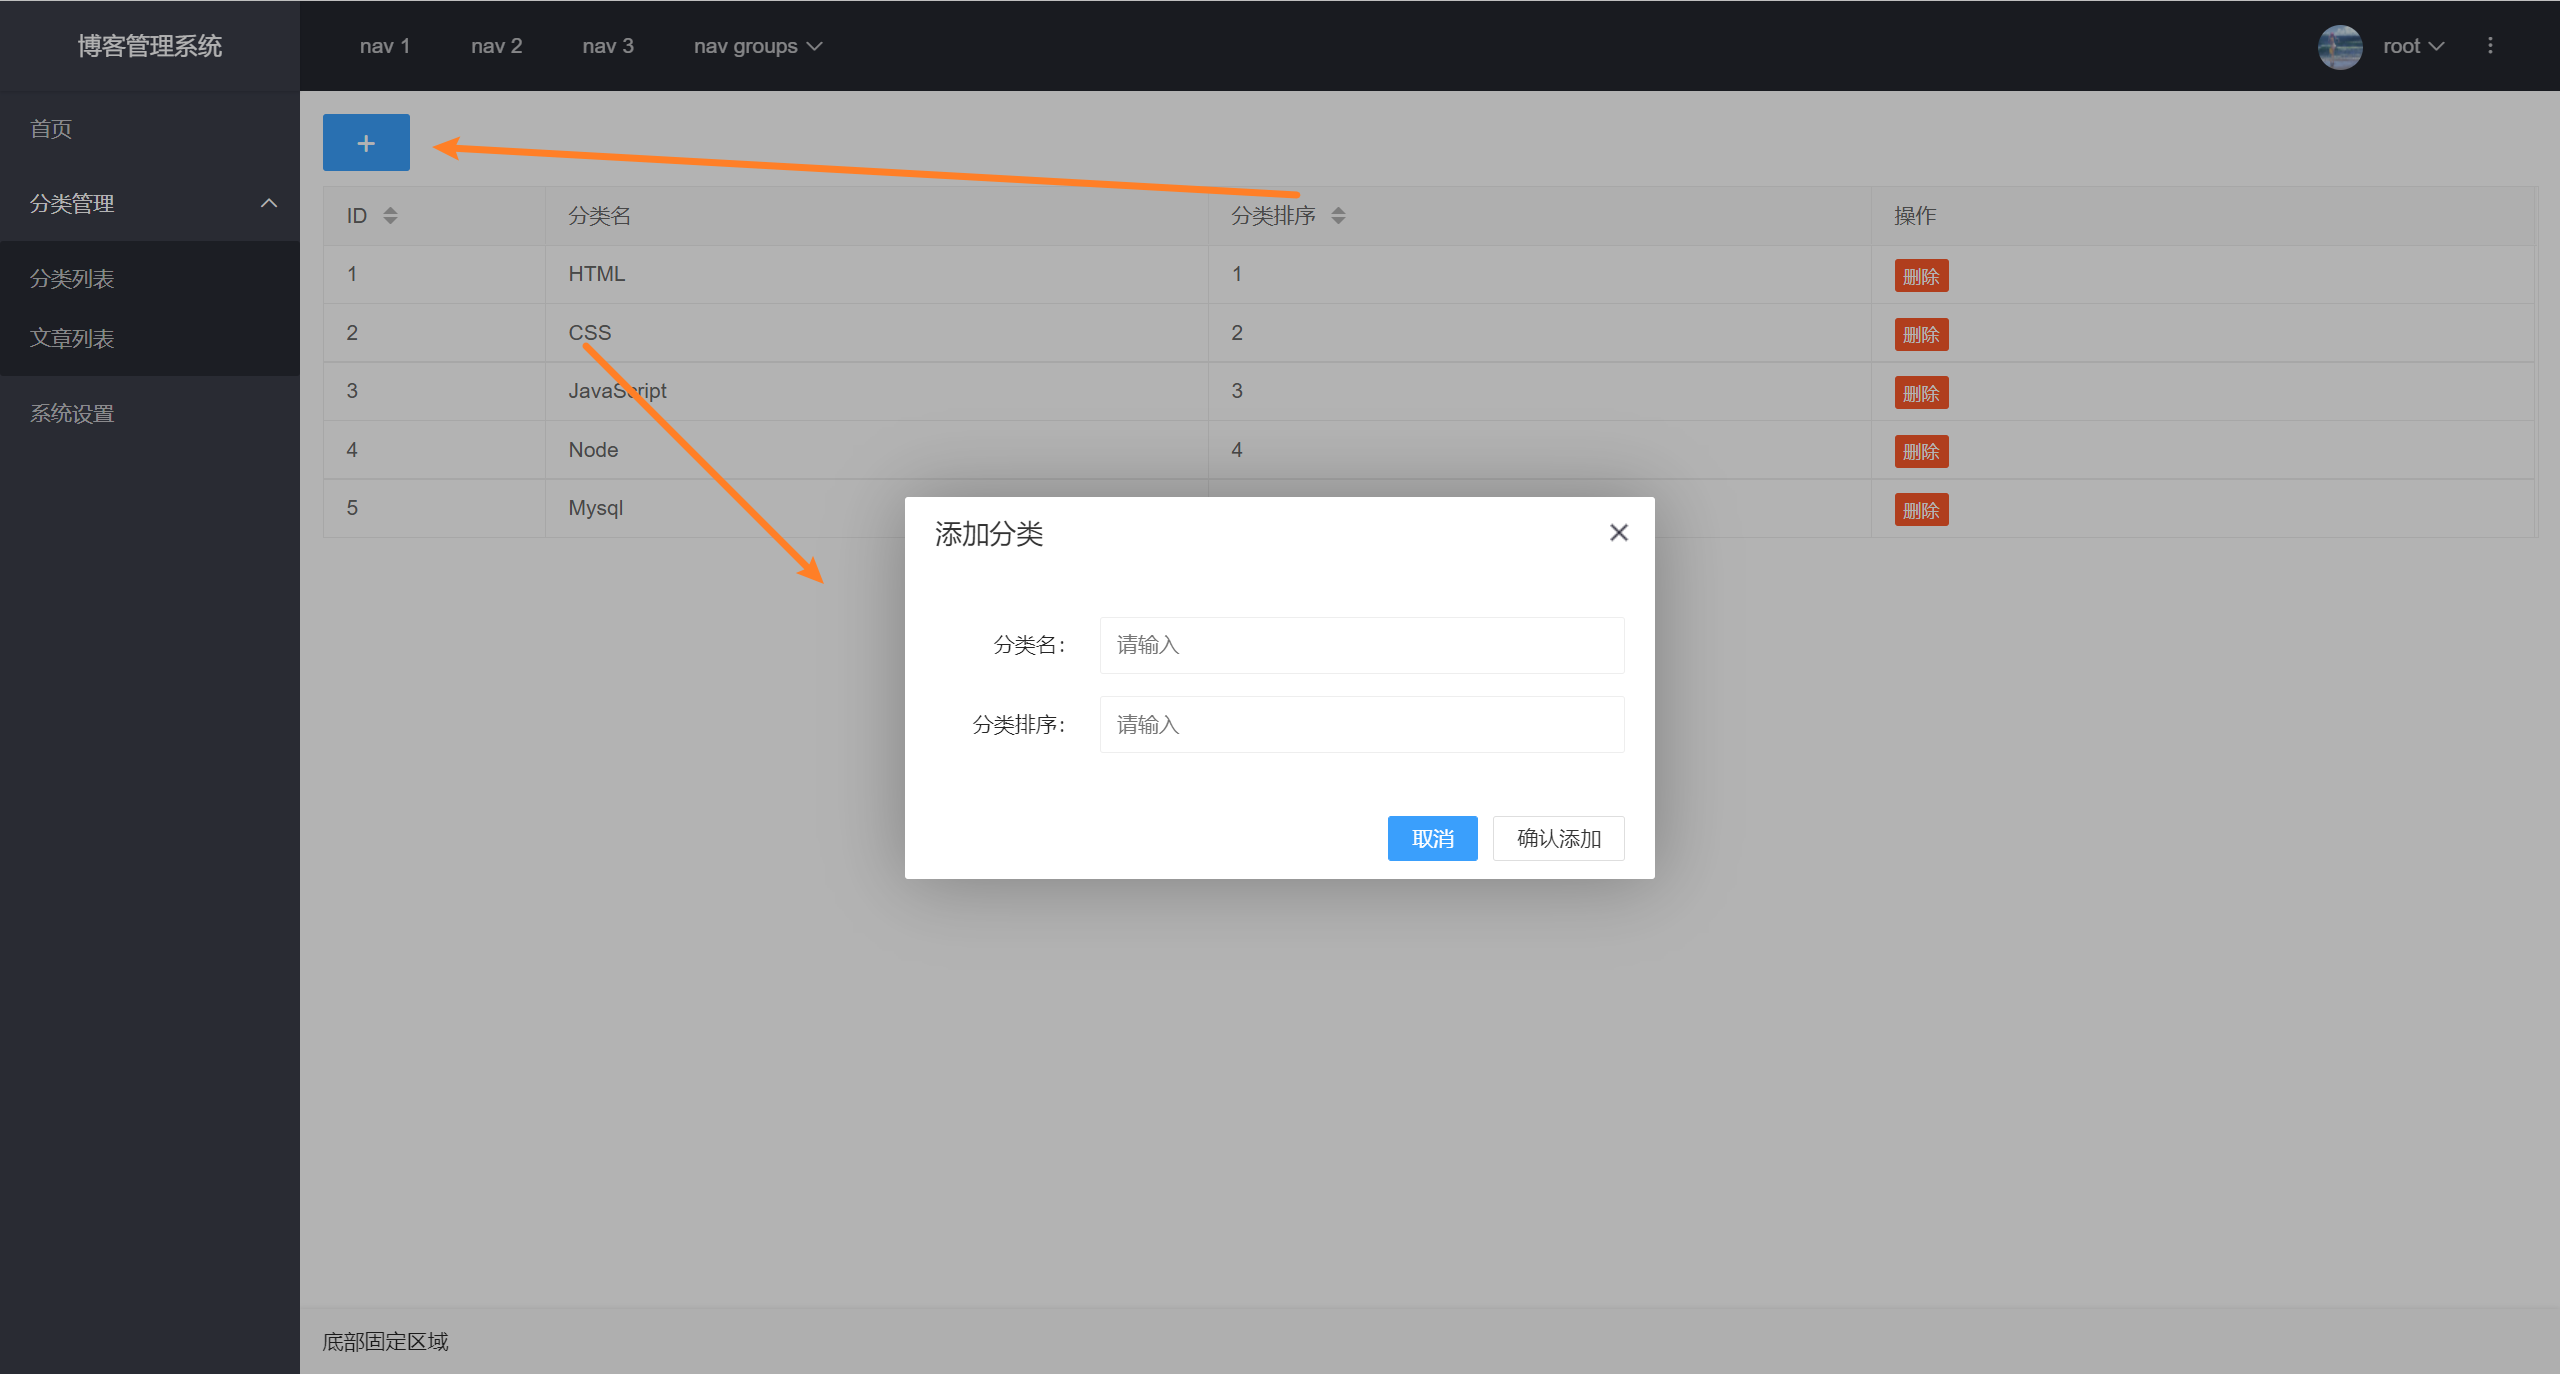 博客管理系统
nav 1 nav 2 nav 3 nav groups root
首页
分类管理
分类列表
文章列表
系统设置
+
ID 分类名 分类排序 操作
1 HTML 1 删除
2 CSS 2 删除
3 JavaScript 3 删除
4 Node 4 删除
5 Mysql 删除
添加分类
分类名：
请输入
分类排序：
请输入
取消 确认添加
底部固定区域